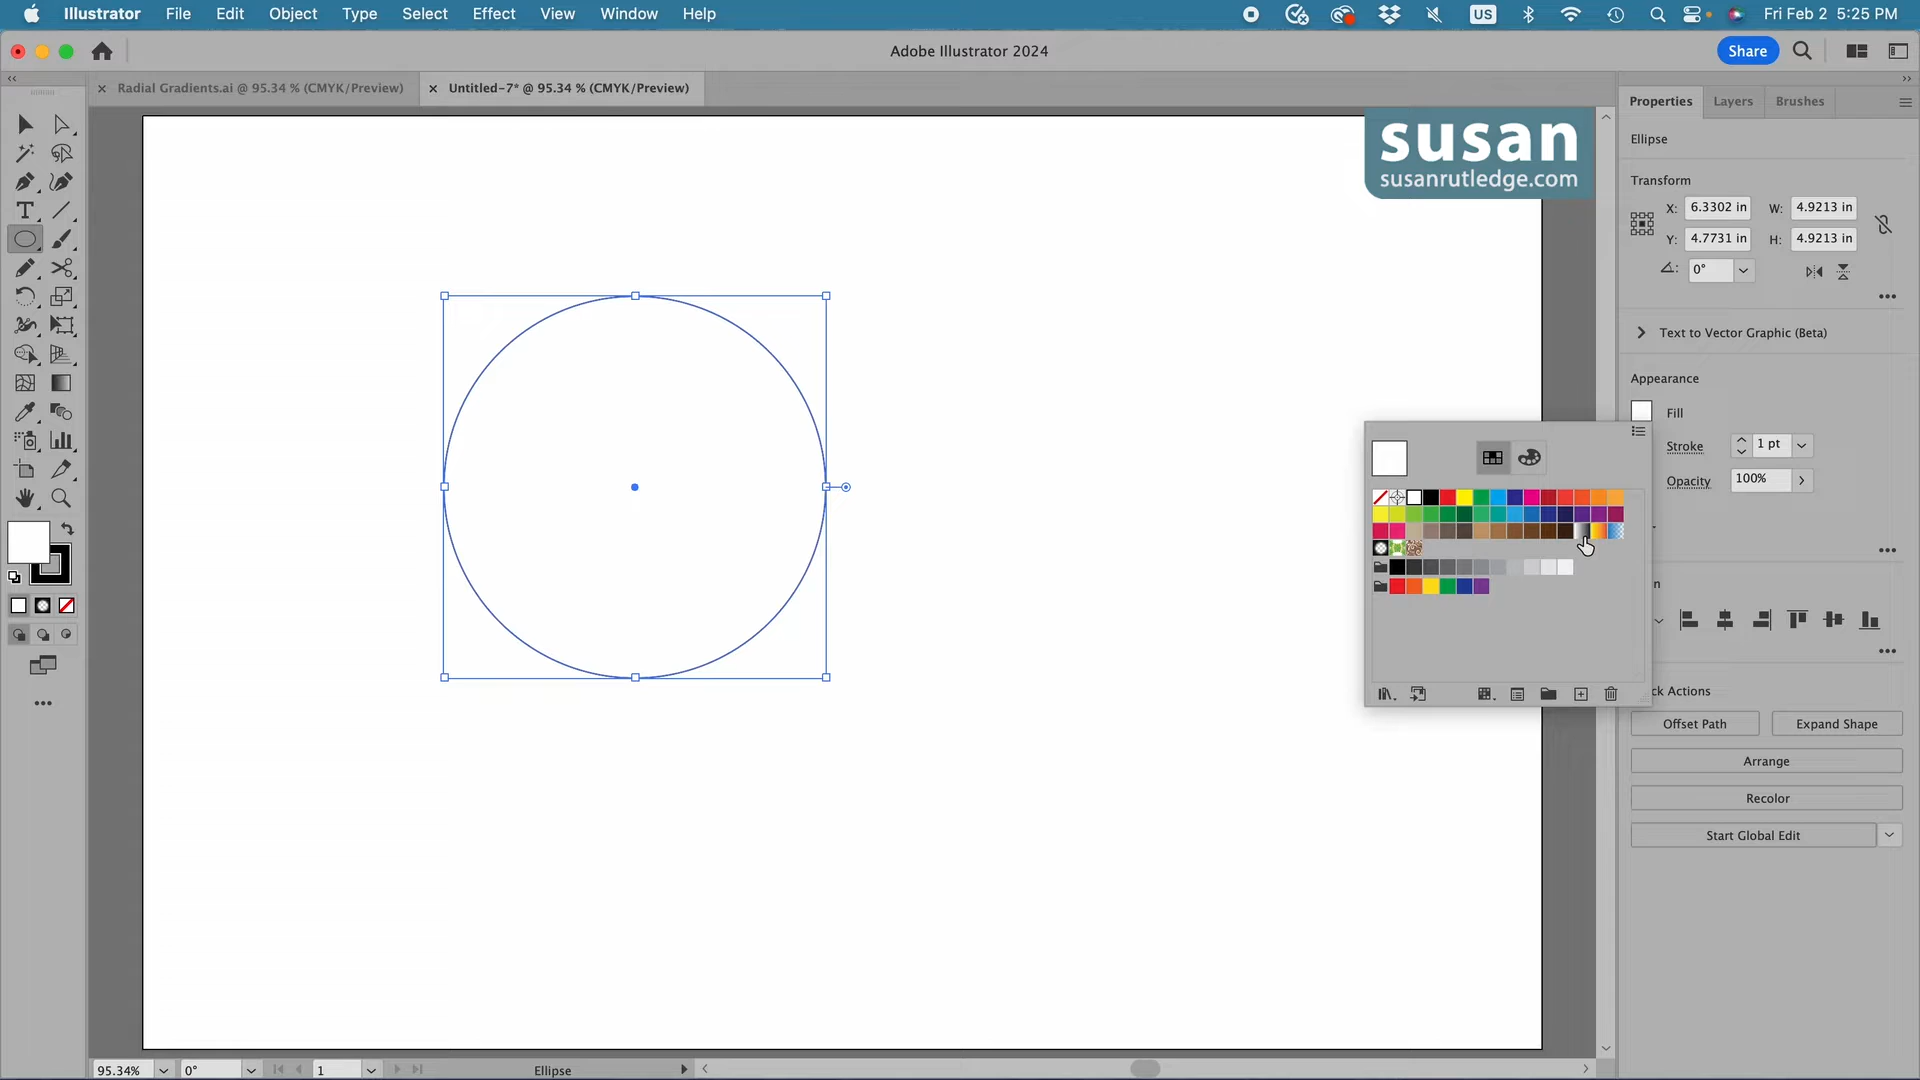 Illustrator File Edit Object Type Select Effect View Window Help US Fri Feb 2 5:25 PM
Adobe Illustrator 2024 Share
Radial Gradients.ai @ 95.34 % (CMYK/Preview) Untitled-7* @ 95.34 % (CMYK/Preview)
Properties Layers Brushes
susan
susanrutledge.com
Ellipse
Transform
X: 6.3302 in W: 4.9213 in
Y: 4.7731 in H: 4.9213 in
0°
Text to Vector Graphic (Beta)
Appearance
Fill
Stroke 1 pt
Opacity 100%
n
ck Actions
Offset Path Expand Shape
Arrange
Recolor
Start Global Edit
95.34% 0° 1 Ellipse